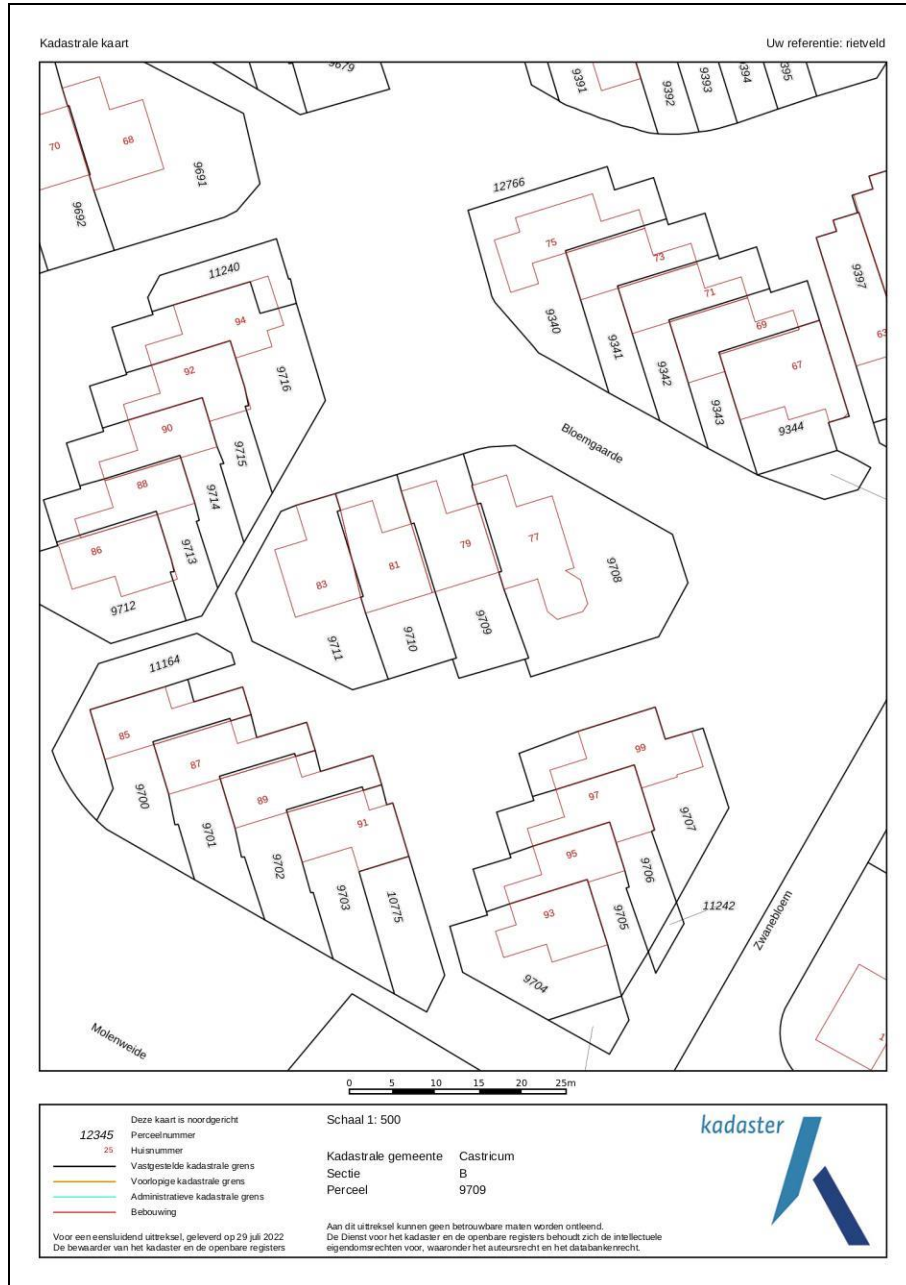 Kadastrale kaart
Uw referentie: rietveld
9679
9391
9392
9393
70
68
9691
9692
12766
75
73
71
69
67
9340
9341
9342
9343
9344
9397
11240
94
92
90
88
86
9716
9715
9714
9713
9712
Bloemgaarde
83
81
79
77
9711
9710
9709
9708
11164
85
87
89
91
9700
9701
9702
9703
10775
99
97
95
93
9707
9706
9705
9704
11242
Zwanebloem
Molenweide
0 5 10 15 20 25m
Deze kaart is noordgericht
12345 Perceelnummer
25 Huisnummer
Vastgestelde kadastrale grens
Voorlopige kadastrale grens
Administratieve kadastrale grens
Bebouwing
Voor een eensluidend uittreksel, geleverd op 29 juli 2022
De bewaarder van het kadaster en de openbare registers
Schaal 1: 500
Kadastrale gemeente Castricum
Sectie B
Perceel 9709
Aan dit uittreksel kunnen geen betrouwbare maten worden ontleend.
De Dienst voor het kadaster en de openbare registers behoudt zich de intellectuele
eigendomsrechten voor, waaronder het auteursrecht en het databankenrecht.
kadaster